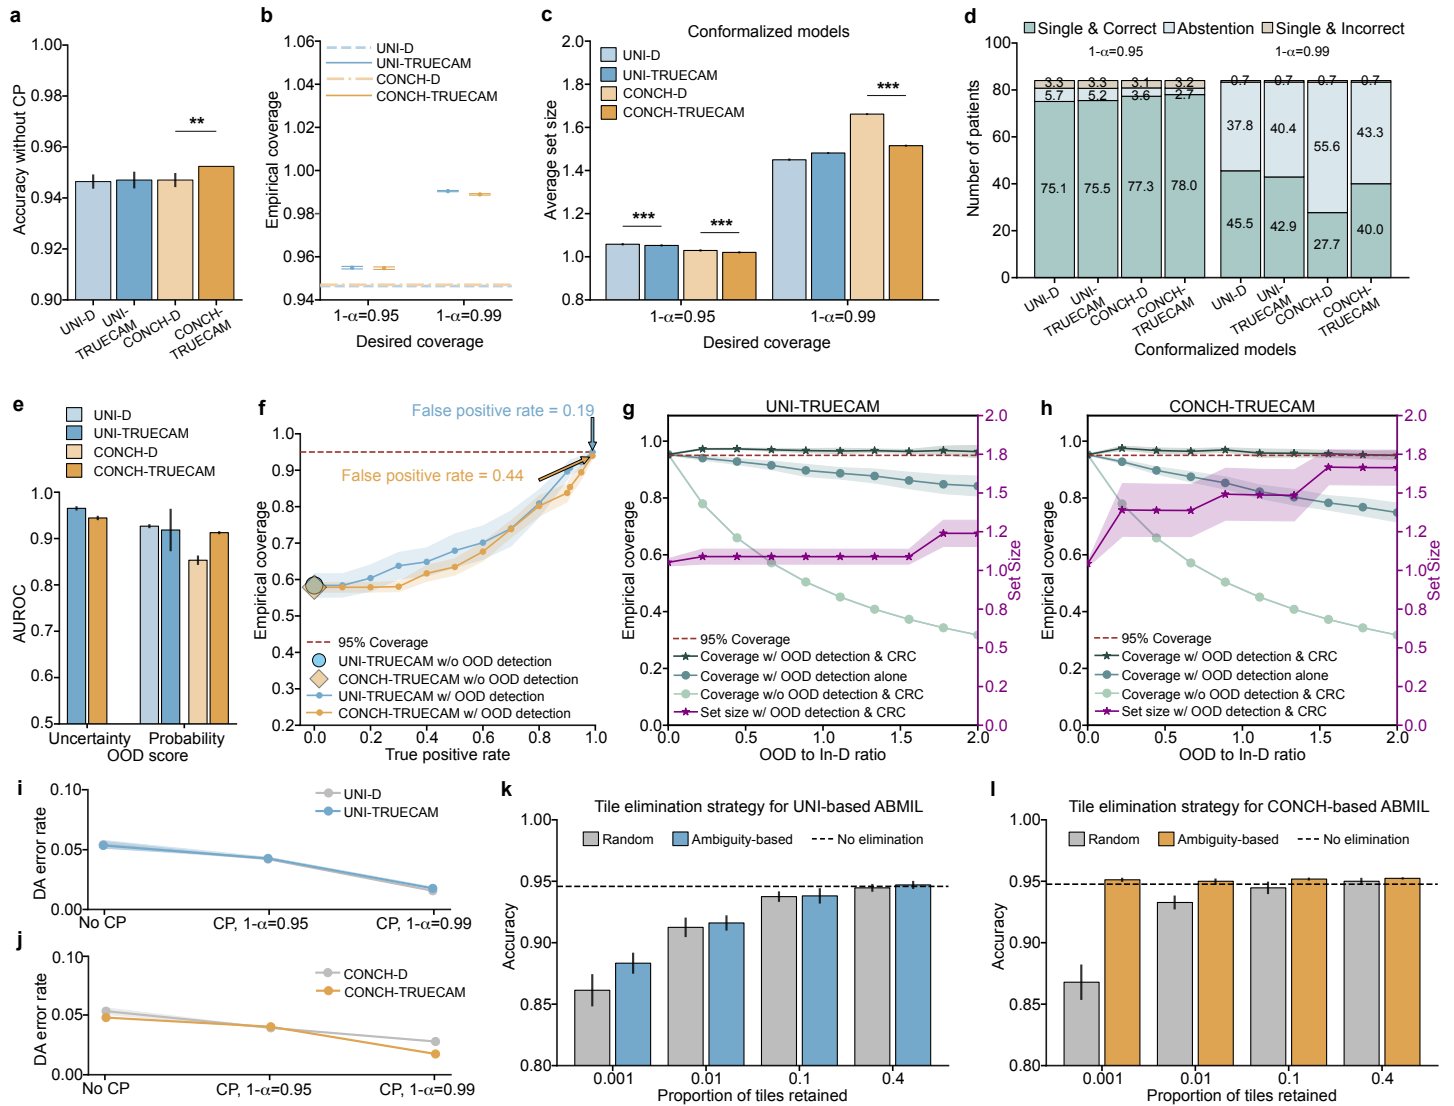 a
Accuracy without CP
1.00
0.98
0.96
0.94
0.92
0.90
**
UNI-D
UNI-
TRUECAM
CONCH-D
CONCH-
TRUECAM
b
Empirical coverage
1.06
1.04
1.02
1.00
0.98
0.96
0.94
UNI-D
UNI-TRUECAM
CONCH-D
CONCH-TRUECAM
1-α=0.95
1-α=0.99
Desired coverage
c
Conformalized models
Average set size
2.0
1.8
1.6
1.4
1.2
1.0
0.8
UNI-D
UNI-TRUECAM
CONCH-D
CONCH-TRUECAM
***
***
***
1-α=0.95
1-α=0.99
Desired coverage
d
Single & Correct
Abstention
Single & Incorrect
1-α=0.95
1-α=0.99
Number of patients
100
80
60
40
20
0
3.3
3.3
3.1
3.2
0.7
0.7
0.7
0.7
5.7
5.2
3.6
2.7
37.8
40.4
55.6
43.3
75.1
75.5
77.3
78.0
45.5
42.9
27.7
40.0
UNI-D
UNI-
TRUECAM
CONCH-D
CONCH-
TRUECAM
UNI-D
UNI-
TRUECAM
CONCH-D
CONCH-
TRUECAM
Conformalized models
e
UNI-D
UNI-TRUECAM
CONCH-D
CONCH-TRUECAM
AUROC
1.0
0.9
0.8
0.7
0.6
0.5
Uncertainty
Probability
OOD score
f
False positive rate = 0.19
False positive rate = 0.44
Empirical coverage
1.0
0.9
0.8
0.7
0.6
0.5
0.4
0.3
0.2
95% Coverage
UNI-TRUECAM w/o OOD detection
CONCH-TRUECAM w/o OOD detection
UNI-TRUECAM w/ OOD detection
CONCH-TRUECAM w/ OOD detection
0.0
0.2
0.4
0.6
0.8
1.0
True positive rate
g
UNI-TRUECAM
Empirical coverage
1.0
0.8
0.6
0.4
0.2
0.0
95% Coverage
Coverage w/ OOD detection & CRC
Coverage w/ OOD detection alone
Coverage w/o OOD detection & CRC
Set size w/ OOD detection & CRC
2.0
1.8
1.5
1.2
1.0
0.8
0.5
0.2
0.0
Set Size
0.0
0.5
1.0
1.5
2.0
OOD to In-D ratio
h
CONCH-TRUECAM
Empirical coverage
1.0
0.8
0.6
0.4
0.2
0.0
95% Coverage
Coverage w/ OOD detection & CRC
Coverage w/ OOD detection alone
Coverage w/o OOD detection & CRC
Set size w/ OOD detection & CRC
2.0
1.8
1.5
1.2
1.0
0.8
0.5
0.2
0.0
Set Size
0.0
0.5
1.0
1.5
2.0
OOD to In-D ratio
i
DA error rate
0.10
0.05
0.00
UNI-D
UNI-TRUECAM
No CP
CP, 1-α=0.95
CP, 1-α=0.99
j
DA error rate
0.10
0.05
0.00
CONCH-D
CONCH-TRUECAM
No CP
CP, 1-α=0.95
CP, 1-α=0.99
k
Tile elimination strategy for UNI-based ABMIL
Random
Ambiguity-based
No elimination
Accuracy
1.00
0.95
0.90
0.85
0.80
0.001
0.01
0.1
0.4
Proportion of tiles retained
l
Tile elimination strategy for CONCH-based ABMIL
Random
Ambiguity-based
No elimination
Accuracy
1.00
0.95
0.90
0.85
0.80
0.001
0.01
0.1
0.4
Proportion of tiles retained